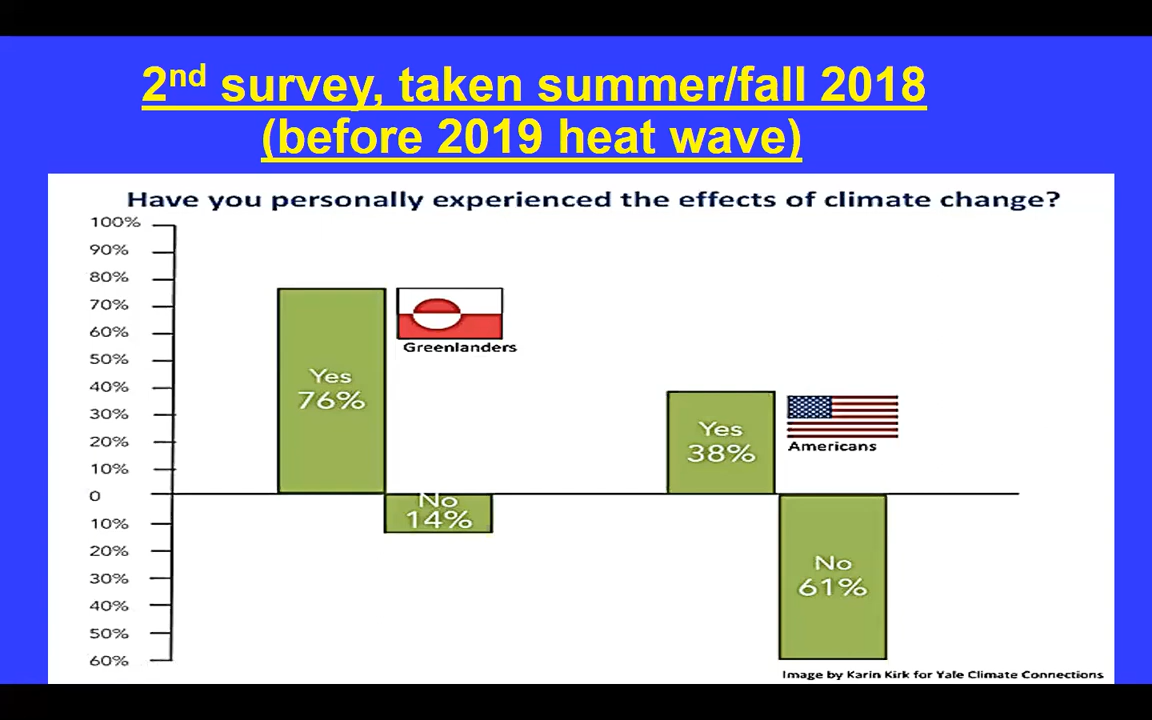 2nd survey, taken summer/fall 2018
(before 2019 heat wave)
Have you personally experienced the effects of climate change?
100%
90%
80%
70%
60%
50%
40%
30%
20%
10%
0
10%
20%
30%
40%
50%
60%
Yes
76%
Greenlanders
No
14%
Yes
38%
Americans
No
61%
Image by Karin Kirk for Yale Climate Connections